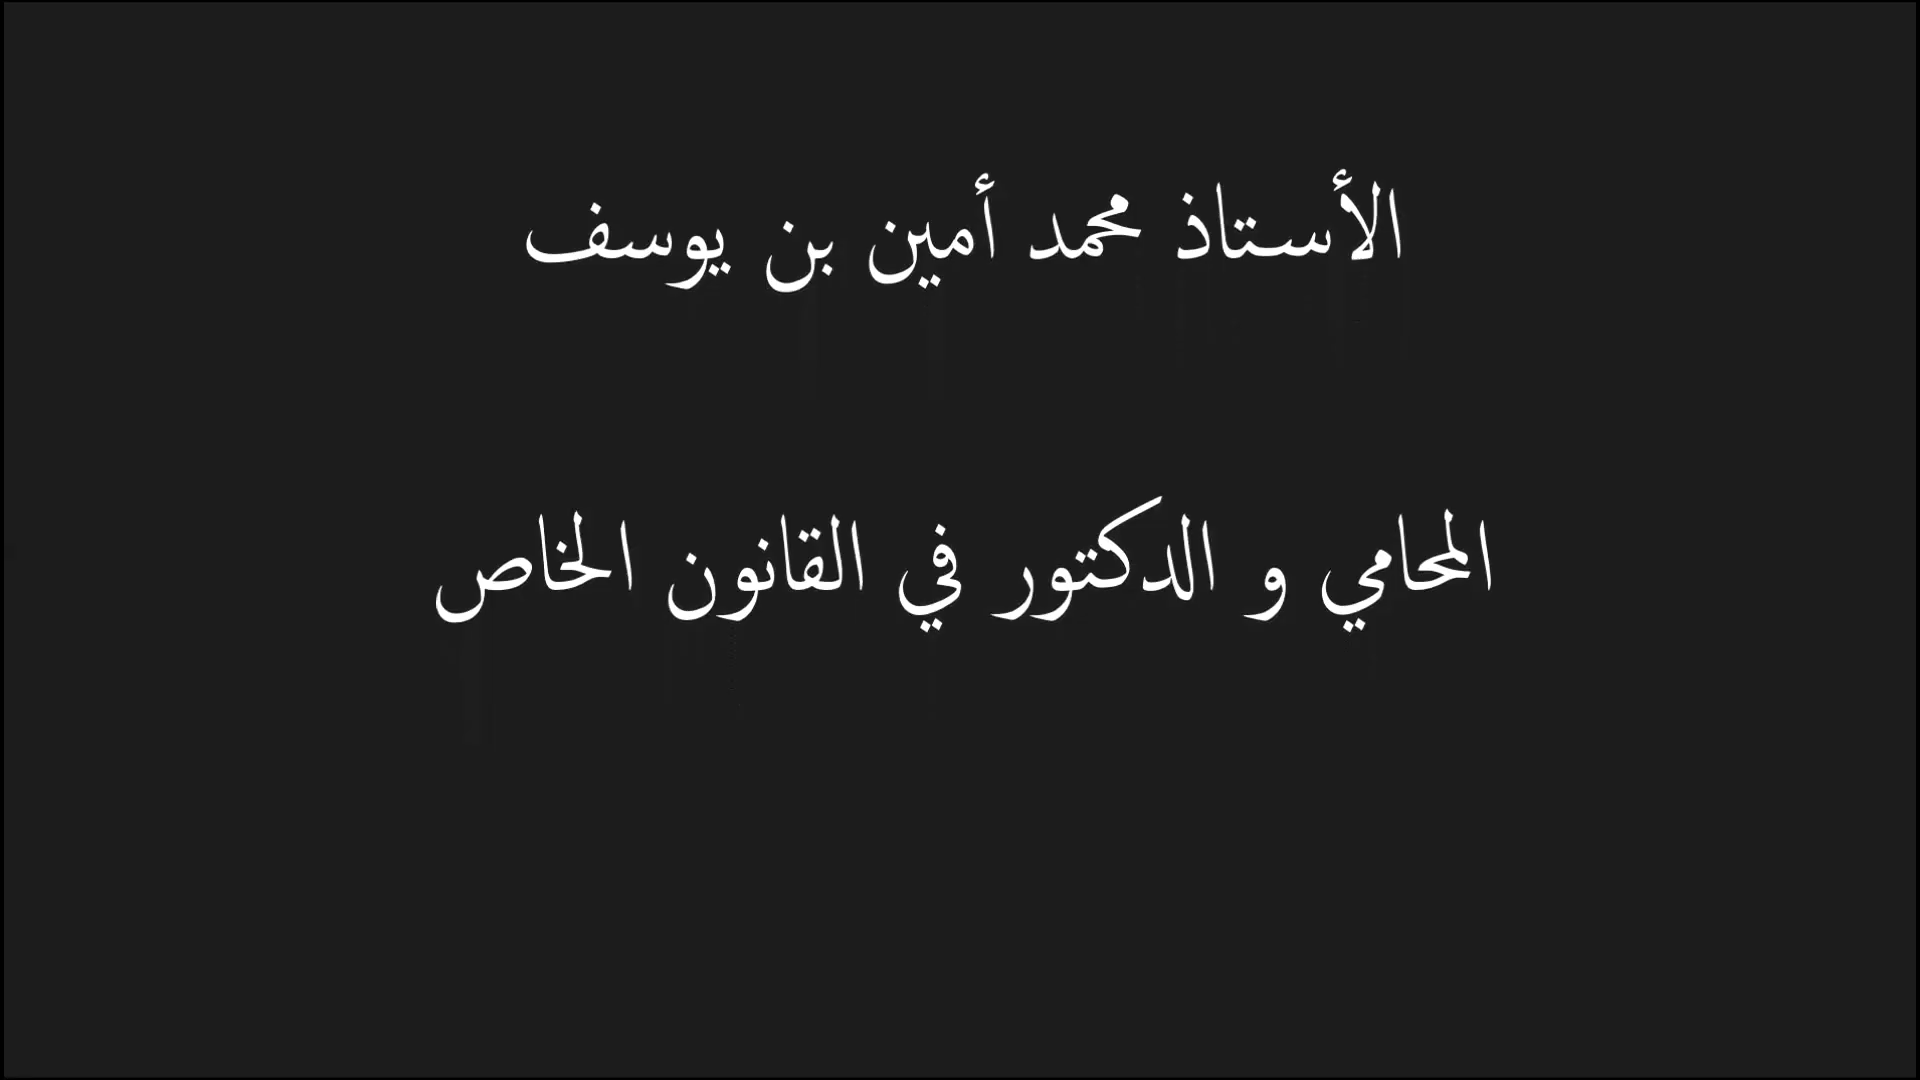 الأستاذ محمد أمين بن يوسف
المحامي و الدكتور في القانون الخاص